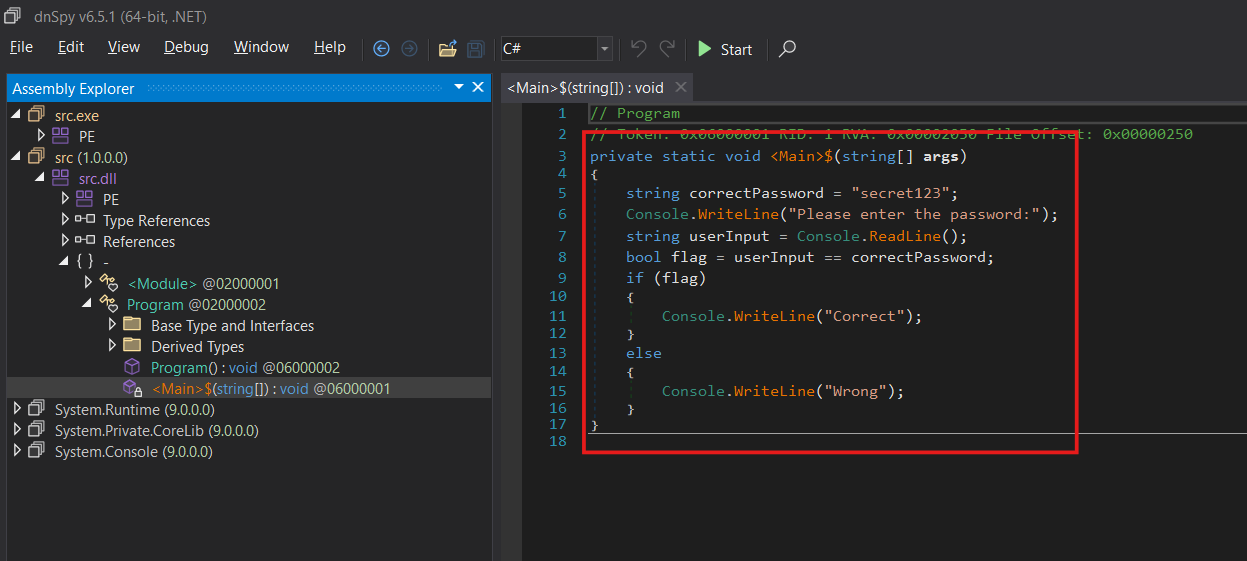 dnSpy v6.5.1 (64-bit, .NET)
File Edit View Debug Window Help C# Start
Assembly Explorer
src.exe
PE
src (1.0.0.0)
src.dll
PE
Type References
References
{ } -
<Module> @02000001
Program @02000002
Base Type and Interfaces
Derived Types
Program() : void @06000002
<Main>$(string[]) : void @06000001
System.Runtime (9.0.0.0)
System.Private.CoreLib (9.0.0.0)
System.Console (9.0.0.0)
<Main>$(string[]) : void
1 // Program
2 // Token: 0x06000001 RID: 1 RVA: 0x00002050 File Offset: 0x00000250
3 private static void <Main>$(string[] args)
4 {
5 string correctPassword = "secret123";
6 Console.WriteLine("Please enter the password:");
7 string userInput = Console.ReadLine();
8 bool flag = userInput == correctPassword;
9 if (flag)
10 {
11 Console.WriteLine("Correct");
12 }
13 else
14 {
15 Console.WriteLine("Wrong");
16 }
17 }
18